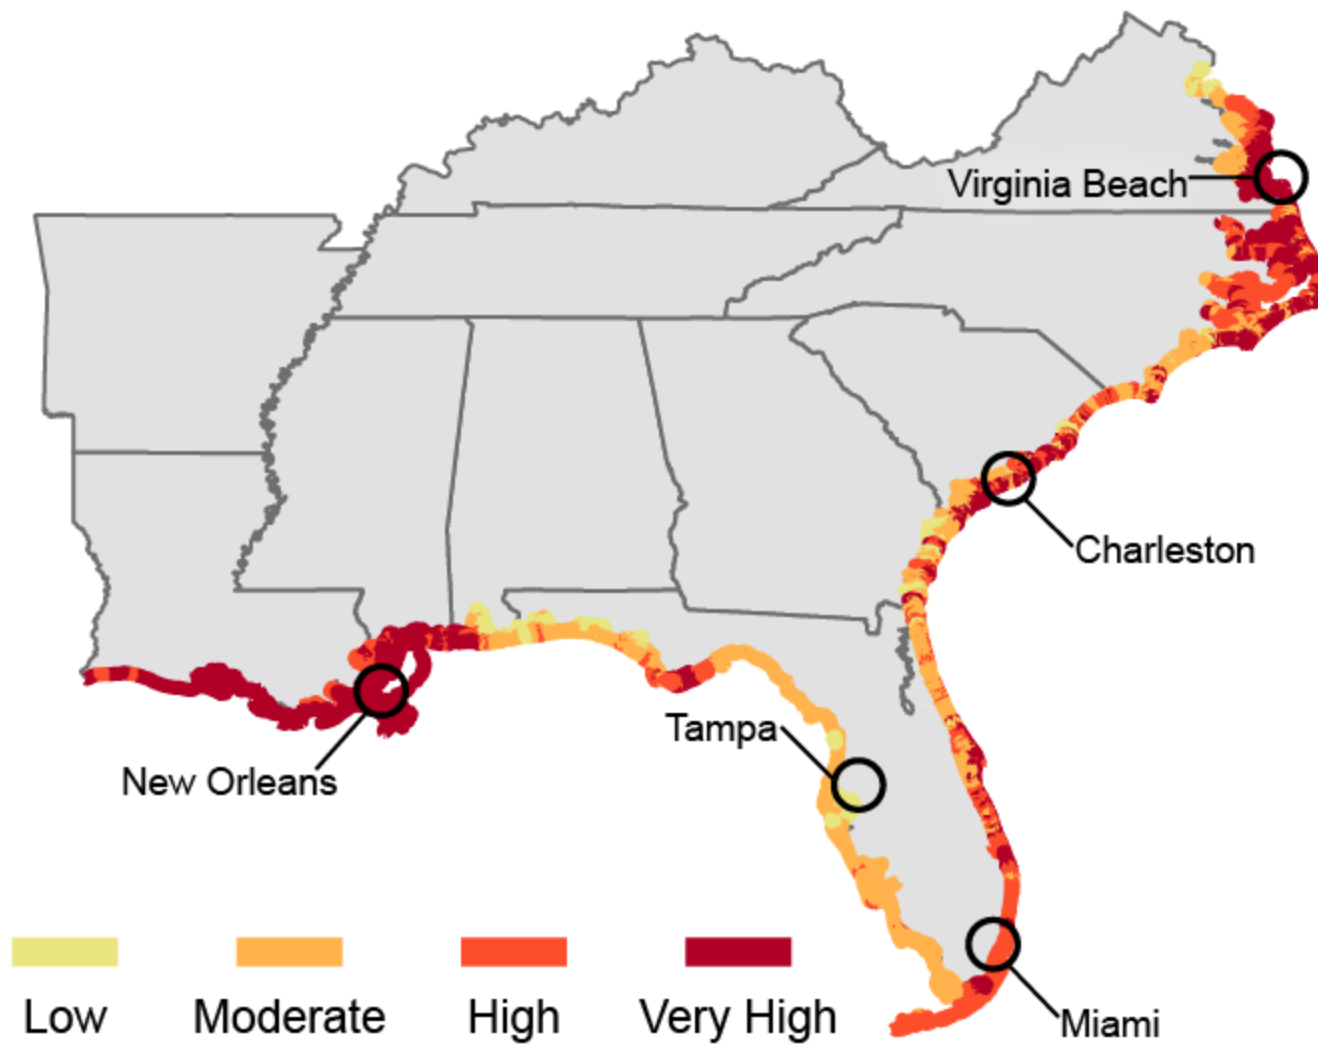 Virginia Beach
Charleston
Tampa
New Orleans
Miami
Low
Moderate
High
Very High